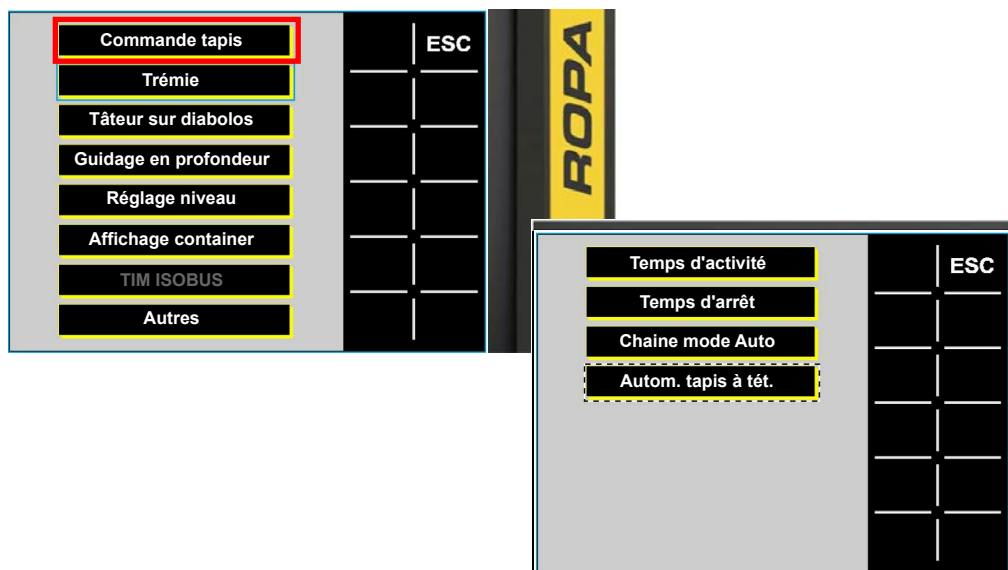 Commande tapis
ESC
Trémie
Tâteur sur diabolos
Guidage en profondeur
Réglage niveau
Affichage container
TIM ISOBUS
Autres
ROPA
Temps d'activité
ESC
Temps d'arrêt
Chaine mode Auto
Autom. tapis à tét.